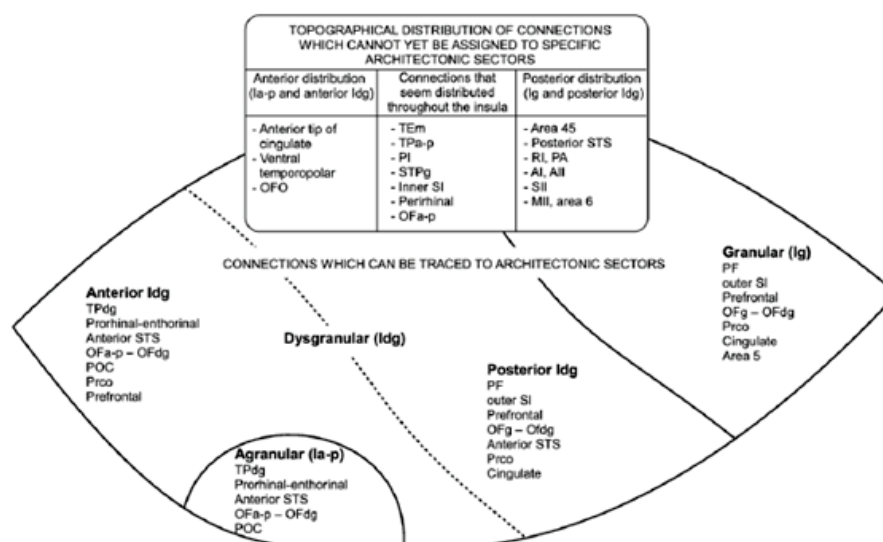 TOPOGRAPHICAL DISTRIBUTION OF CONNECTIONS
WHICH CANNOT YET BE ASSIGNED TO SPECIFIC
ARCHITECTONIC SECTORS
Anterior distribution
(Ia-p and anterior Idg)
- Anterior tip of
cingulate
- Ventral
temporopolar
- OFO
Connections that
seem distributed
throughout the insula
- TEm
- TPa-p
- PI
- STPg
- Inner SI
- Perirhinal
- OFa-p
Posterior distribution
(Ig and posterior Idg)
- Area 45
- Posterior STS
- RI, PA
- AI, AII
- SII
- MII, area 6
CONNECTIONS WHICH CAN BE TRACED TO ARCHITECTONIC SECTORS
Anterior Idg
TPdg
Prorhinal-enthorinal
Anterior STS
OFa-p – OFdg
POC
Prco
Prefrontal
Dysgranular (Idg)
Agranular (Ia-p)
TPdg
Prorhinal-enthorinal
Anterior STS
OFa-p – OFdg
POC
Posterior Idg
PF
outer SI
Prefrontal
OFg – Ofdg
Anterior STS
Prco
Cingulate
Granular (Ig)
PF
outer SI
Prefrontal
OFg – OFdg
Prco
Cingulate
Area 5